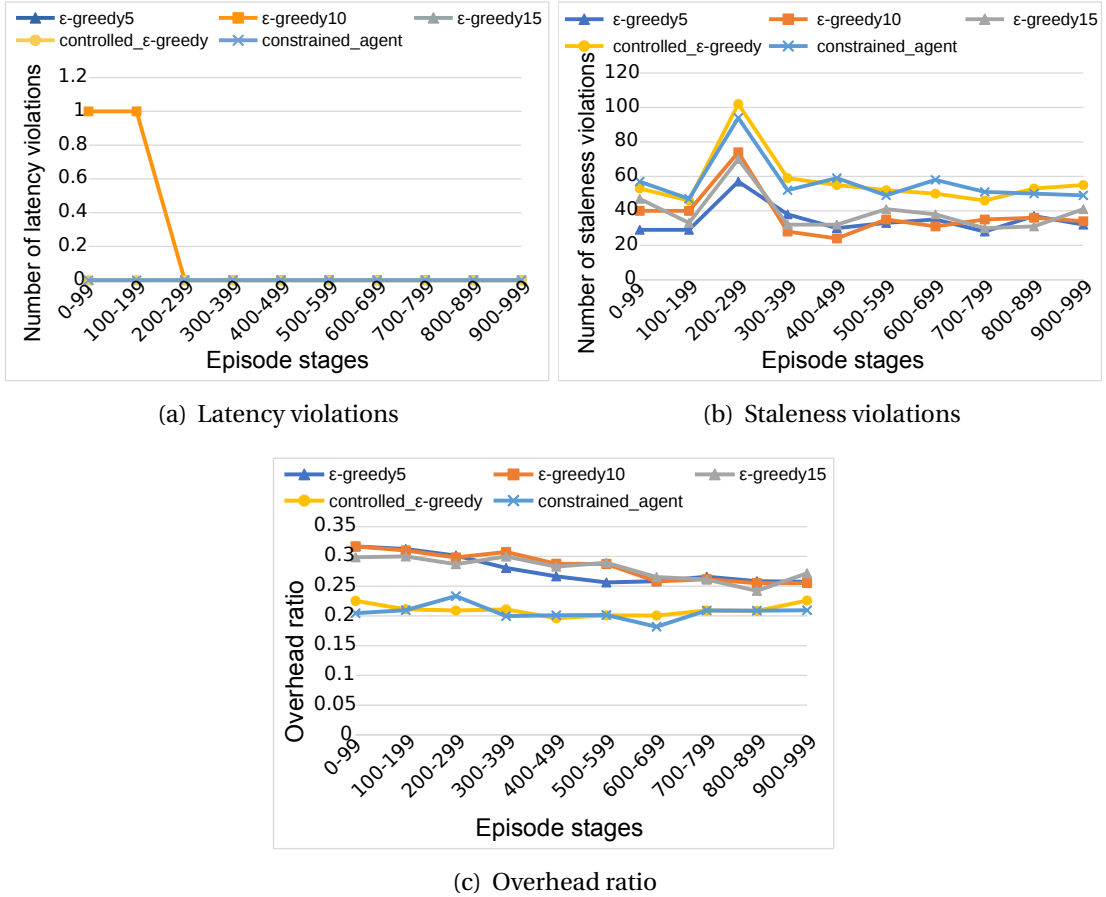 ε-greedy5 ε-greedy10 ε-greedy15
controlled_ε-greedy constrained_agent
Number of latency violations
1.2
1
0.8
0.6
0.4
0.2
0
0-99 100-199 200-299 300-399 400-499 500-599 600-699 700-799 800-899 900-999
Episode stages
(a) Latency violations
ε-greedy5 ε-greedy10 ε-greedy15
controlled_ε-greedy constrained_agent
Number of staleness violations
120
100
80
60
40
20
0
0-99 100-199 200-299 300-399 400-499 500-599 600-699 700-799 800-899 900-999
Episode stages
(b) Staleness violations
ε-greedy5 ε-greedy10 ε-greedy15
controlled_ε-greedy constrained_agent
Overhead ratio
0.35
0.3
0.25
0.2
0.15
0.1
0.05
0
0-99 100-199 200-299 300-399 400-499 500-599 600-699 700-799 800-899 900-999
Episode stages
(c) Overhead ratio